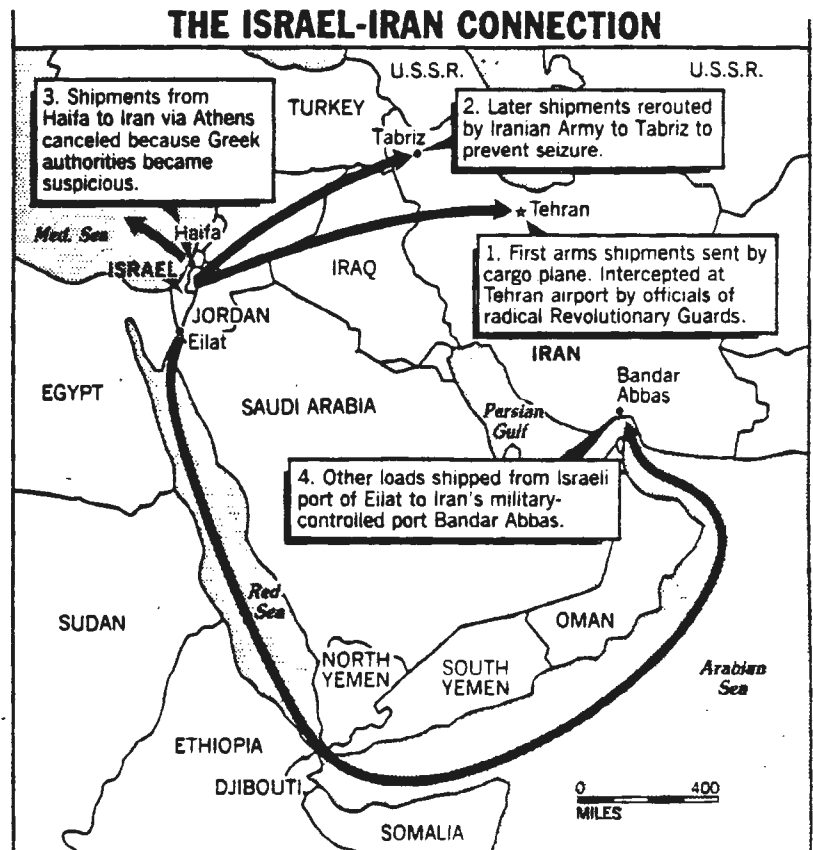 THE ISRAEL-IRAN CONNECTION
U.S.S.R.
U.S.S.R.
3. Shipments from
Haifa to Iran via Athens
canceled because Greek
authorities became
suspicious.
TURKEY
Tabriz
2. Later shipments rerouted
by Iranian Army to Tabriz to
prevent seizure.
Med. Sea
Haifa
Tehran
ISRAEL
IRAQ
1. First arms shipments sent by
cargo plane. Intercepted at
Tehran airport by officials of
radical Revolutionary Guards.
JORDAN
Eilat
IRAN
EGYPT
SAUDI ARABIA
Persian
Gulf
Bandar
Abbas
4. Other loads shipped from Israeli
port of Eilat to Iran's military-
controlled port Bandar Abbas.
Red
Sea
SUDAN
OMAN
NORTH
YEMEN
SOUTH
YEMEN
Arabian
Sea
ETHIOPIA
DJIBOUTI
0 400
MILES
SOMALIA